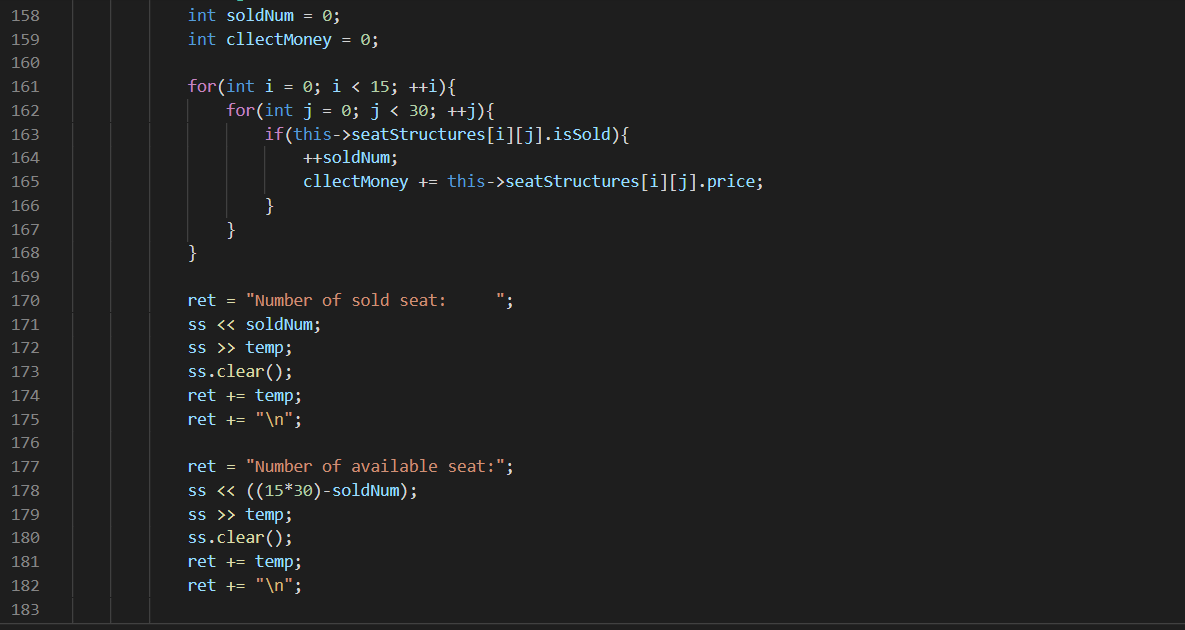 158 int soldNum = 0;
159 int cllectMoney = 0;
160
161 for(int i = 0; i < 15; ++i){
162 for(int j = 0; j < 30; ++j){
163 if(this->seatStructures[i][j].isSold){
164 ++soldNum;
165 cllectMoney += this->seatStructures[i][j].price;
166 }
167 }
168 }
169
170 ret = "Number of sold seat:     ";
171 ss << soldNum;
172 ss >> temp;
173 ss.clear();
174 ret += temp;
175 ret += "\n";
176
177 ret = "Number of available seat:";
178 ss << ((15*30)-soldNum);
179 ss >> temp;
180 ss.clear();
181 ret += temp;
182 ret += "\n";
183